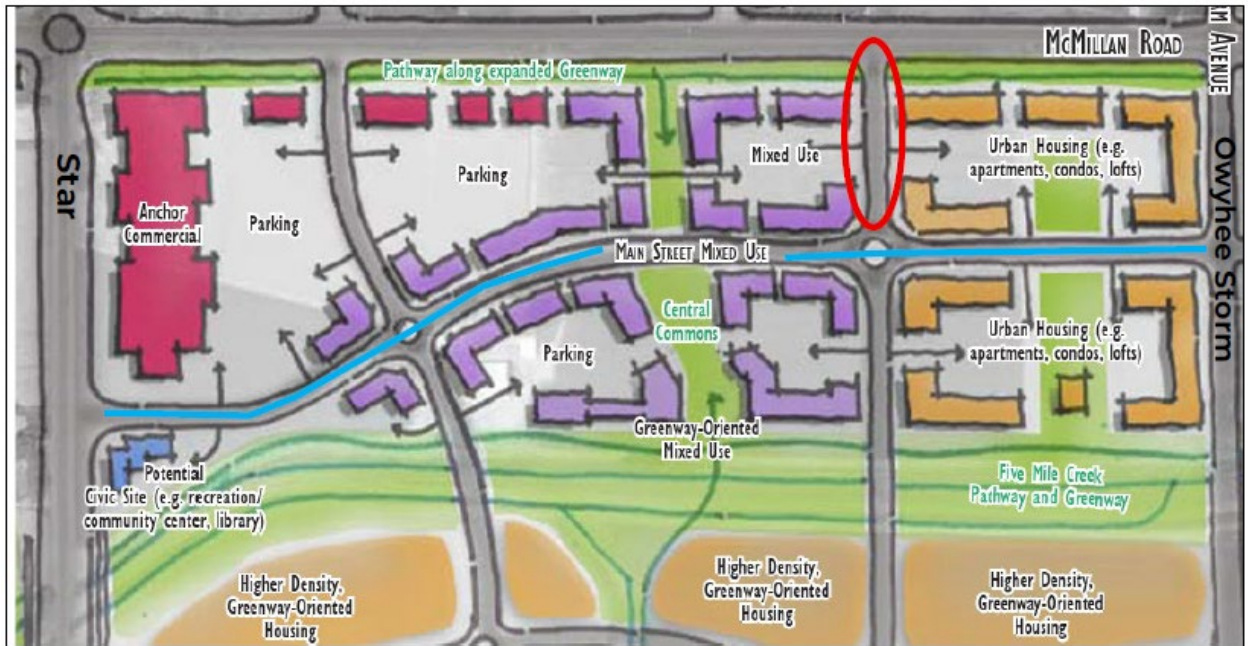 McMILLAN ROAD
AM AVENUE
Pathway along expanded Greenway
Star
Owyhee Storm
Anchor
Commercial
Parking
Parking
Mixed Use
Urban Housing (e.g.
apartments, condos, lofts)
MAIN STREET MIXED USE
Central
Commons
Parking
Urban Housing (e.g.
apartments, condos, lofts)
Greenway-Oriented
Mixed Use
Potential
Civic Site (e.g. recreation/
community center, library)
Five Mile Creek
Pathway and Greenway
Higher Density,
Greenway-Oriented
Housing
Higher Density,
Greenway-Oriented
Housing
Higher Density,
Greenway-Oriented
Housing